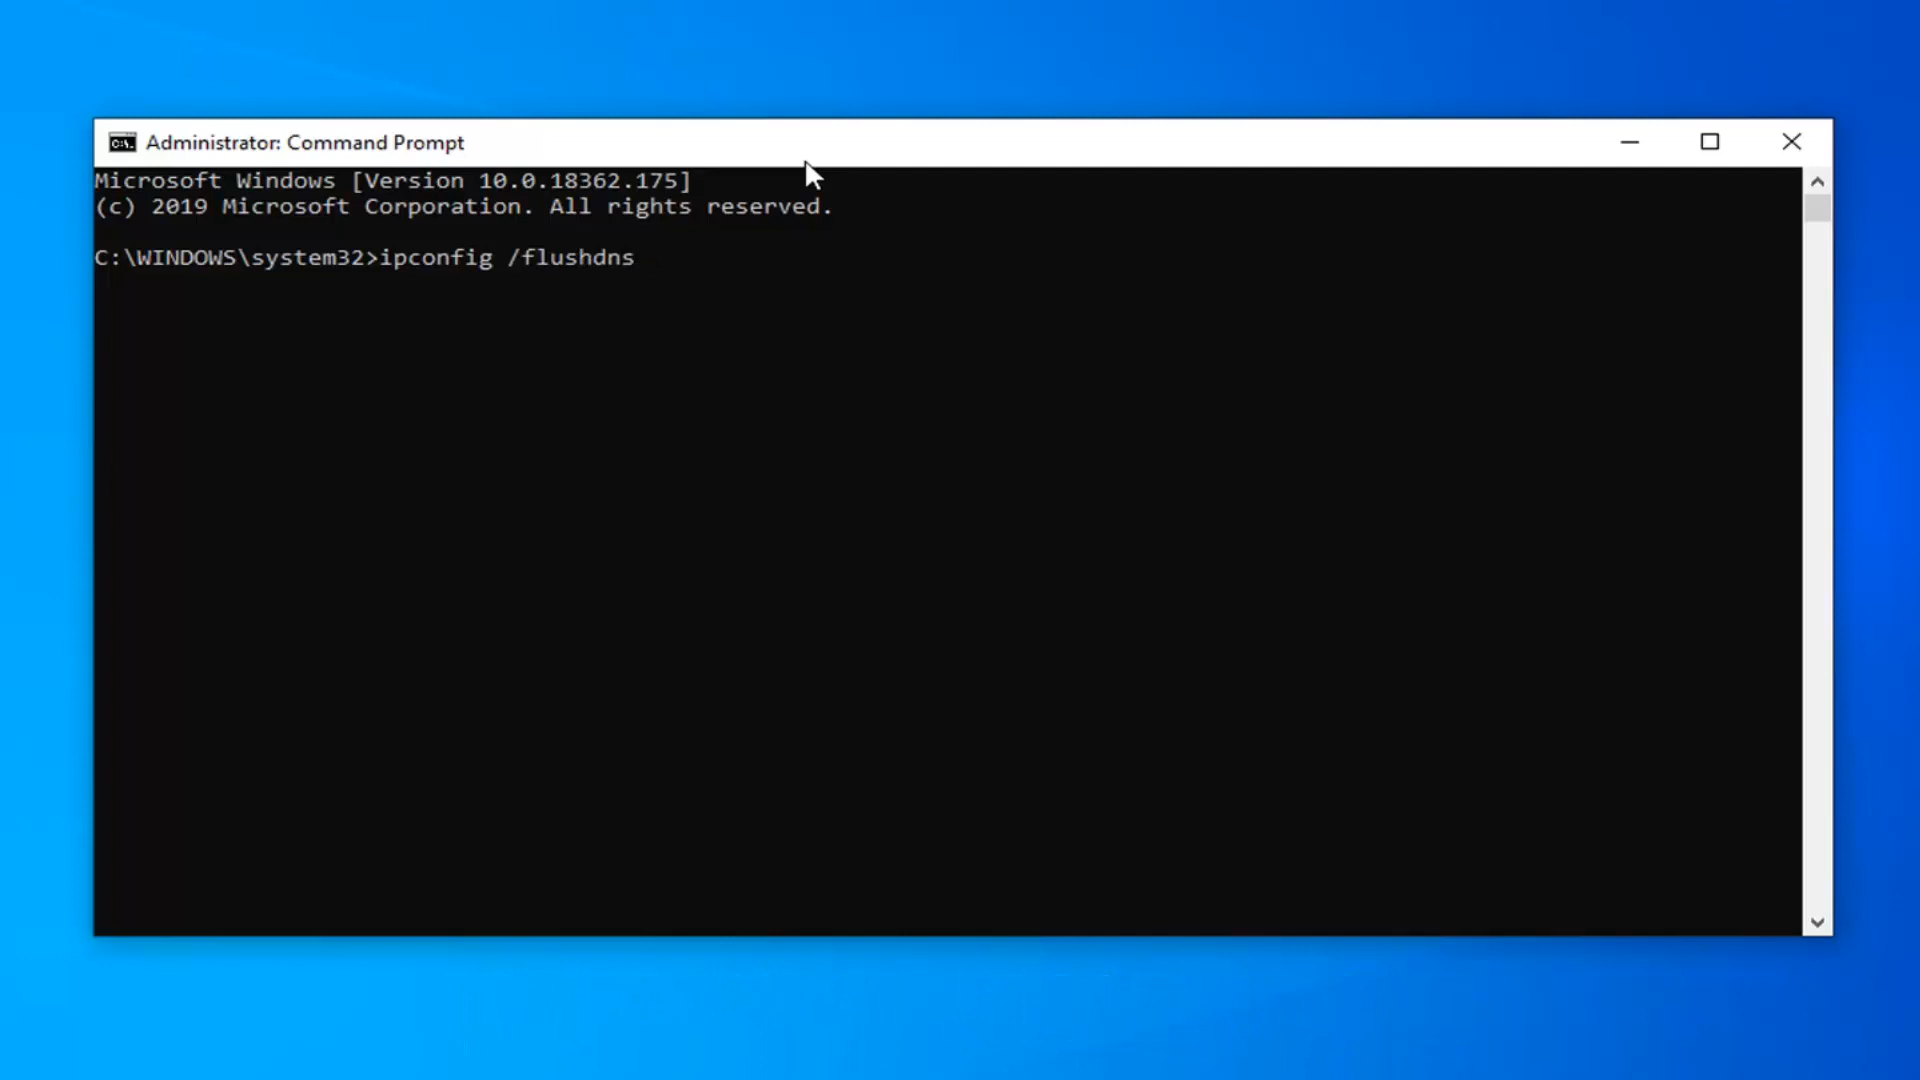 Administrator: Command Prompt
Microsoft Windows [Version 10.0.18362.175]
(c) 2019 Microsoft Corporation. All rights reserved.
C:\WINDOWS\system32>ipconfig /flushdns